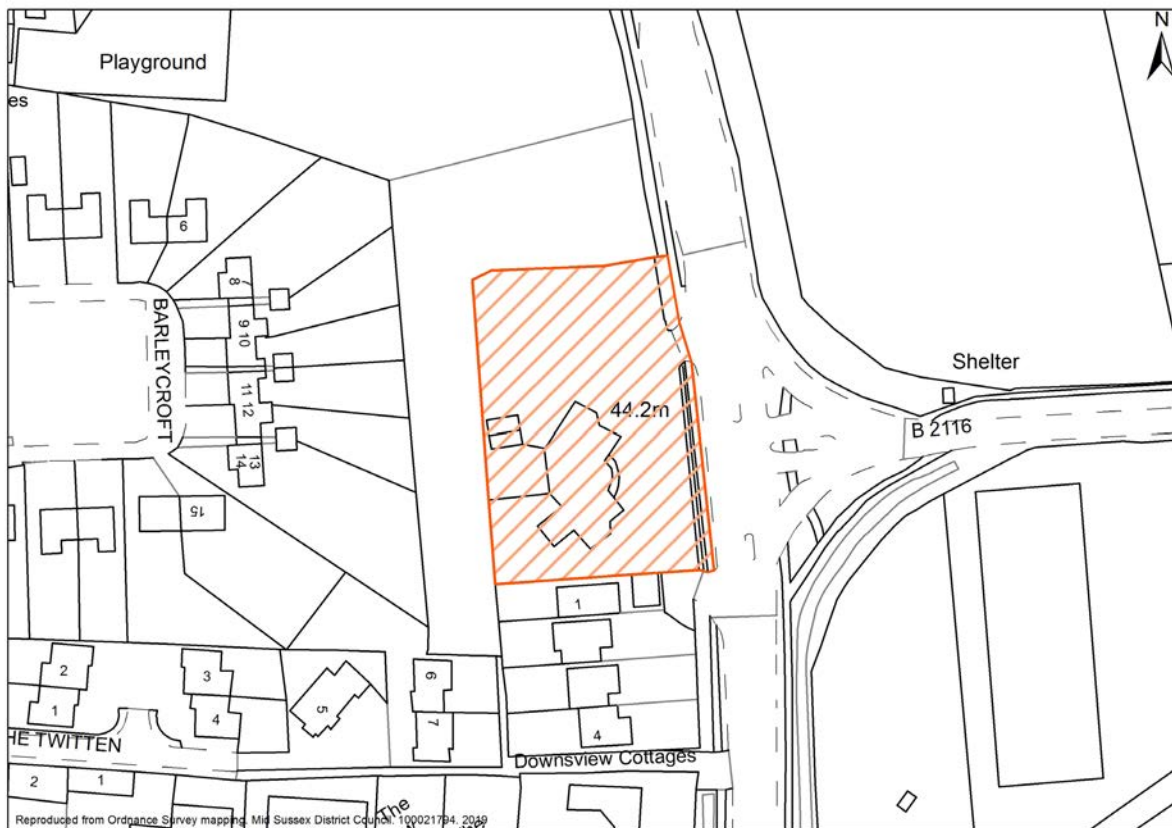 N
Playground
es
6
8
7
9 10
BARLEYCROFT
Shelter
11 12
44.2m
B 2116
13
14
15
1
2
3
6
1
4
5
7
4
HE TWITTEN
Downsview Cottages
2
1
The
Reproduced from Ordnance Survey mapping. Mid Sussex District Council. 100021794. 2019